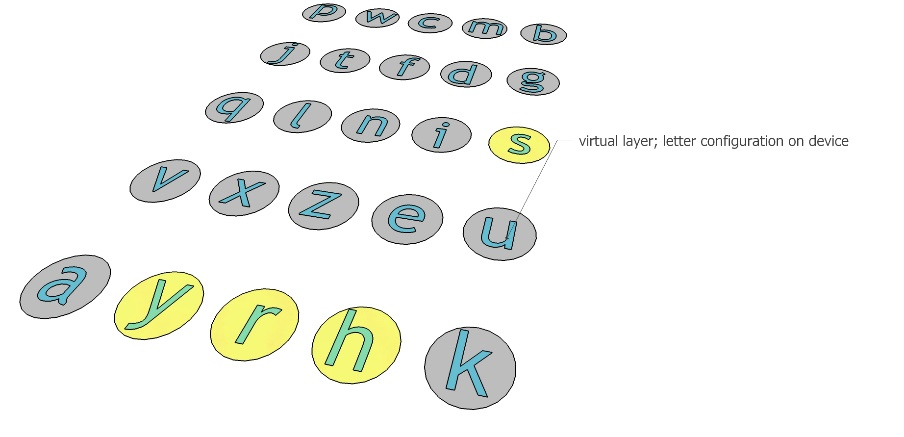 p w c m b
j t f d g
q l n i s
virtual layer; letter configuration on device
v x z e u
a y r h k